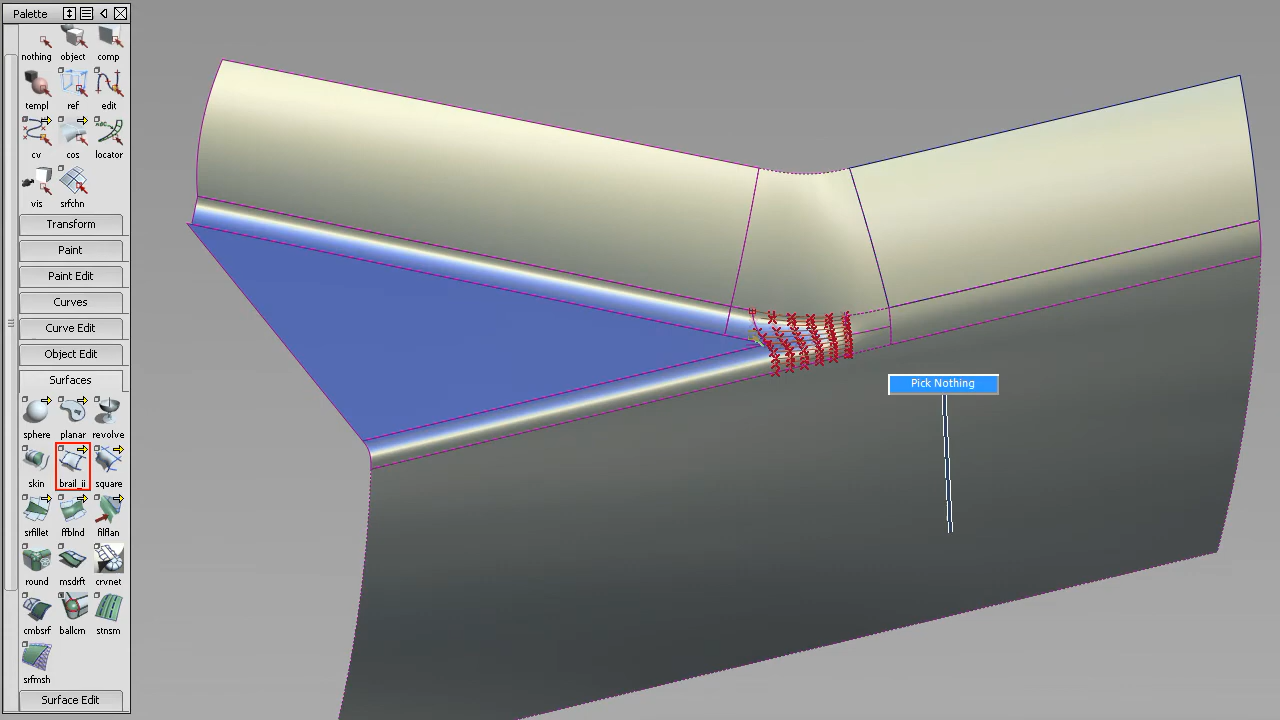 Palette
nothing object comp
templ ref edit
cv cos locator
vis srfchn
Transform
Paint
Paint Edit
Curves
Curve Edit
Object Edit
Surfaces
sphere planar revolve
skin brail_ii square
srfillet ffblnd filflan
round msdrft crvnet
cmbsrf ballcrn stnsm
srfmsh
Surface Edit
Pick Nothing